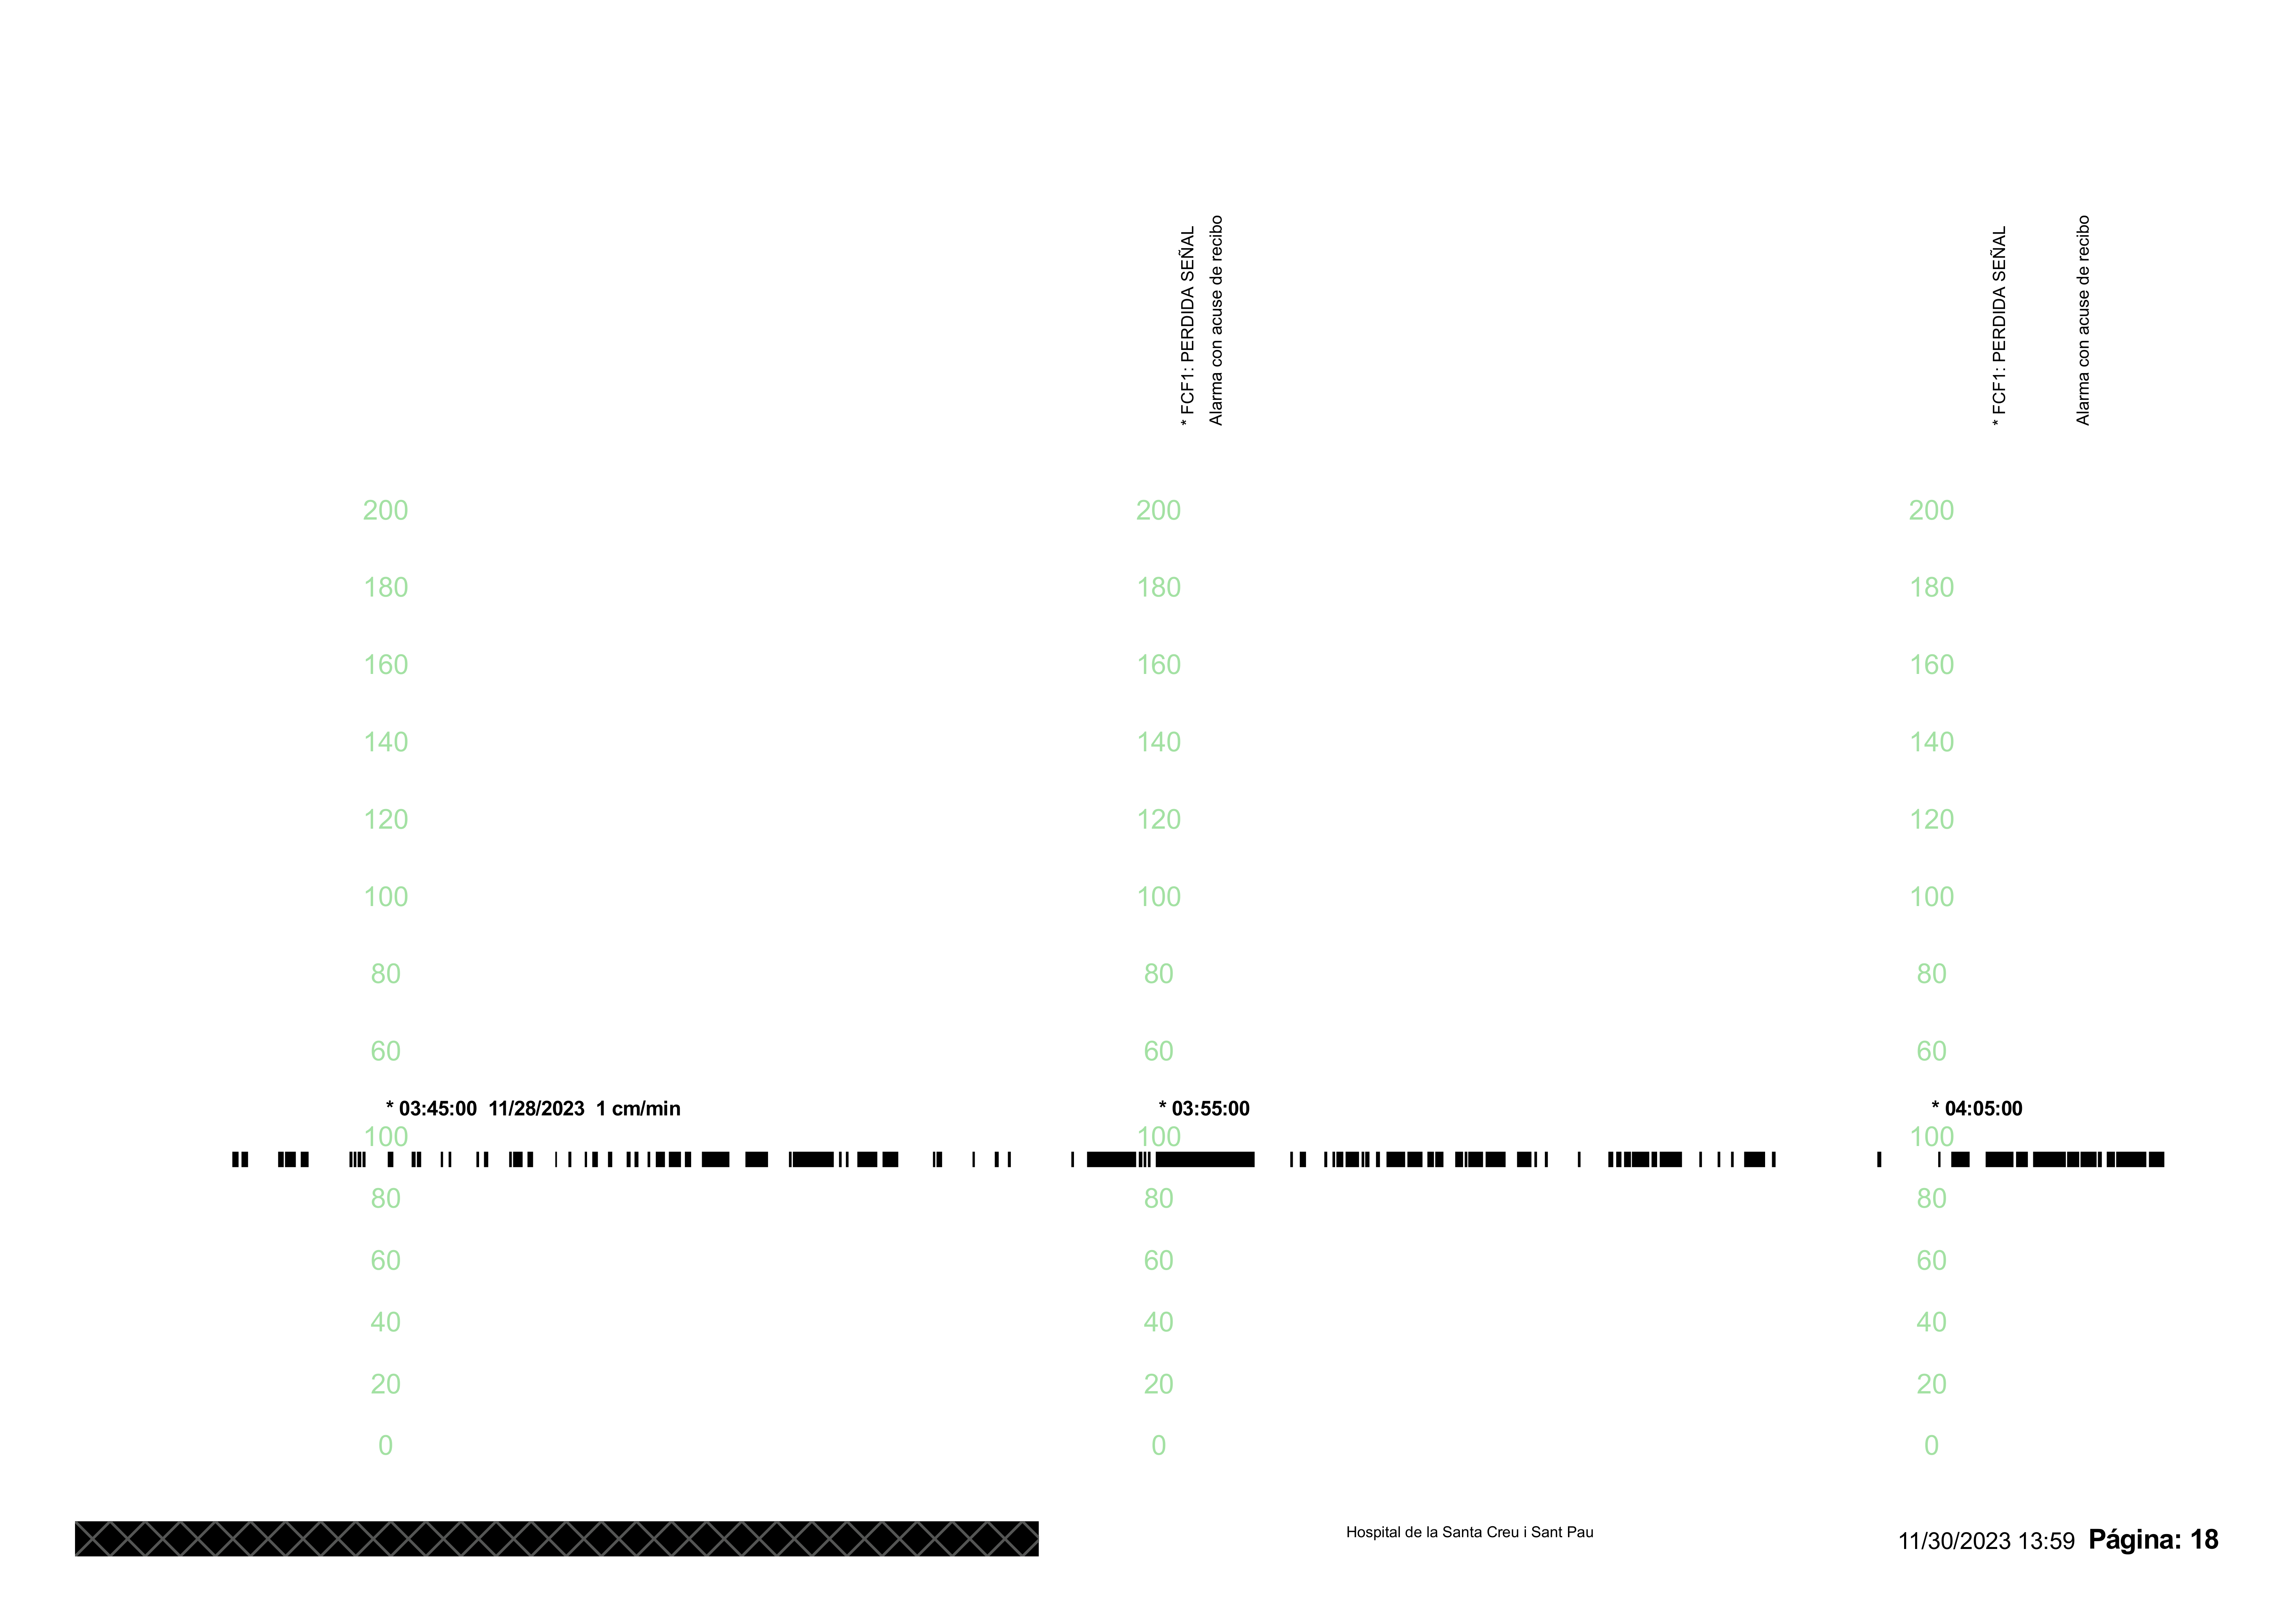 * FCF1: PERDIDA SEÑAL
Alarma con acuse de recibo
* FCF1: PERDIDA SEÑAL
Alarma con acuse de recibo
200 200 200
180 180 180
160 160 160
140 140 140
120 120 120
100 100 100
80 80 80
60 60 60
* 03:45:00 11/28/2023 1 cm/min * 03:55:00 * 04:05:00
100 100 100
80 80 80
60 60 60
40 40 40
20 20 20
0 0 0
Hospital de la Santa Creu i Sant Pau
11/30/2023 13:59 Página: 18